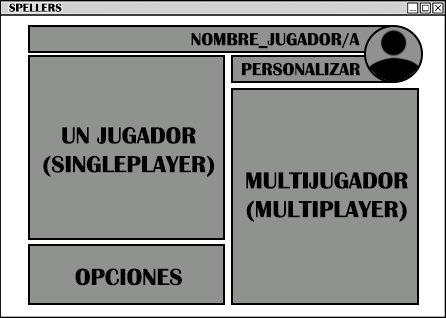 SPELLERS
NOMBRE_JUGADOR/A
PERSONALIZAR
UN JUGADOR
(SINGLEPLAYER)
MULTIJUGADOR
(MULTIPLAYER)
OPCIONES